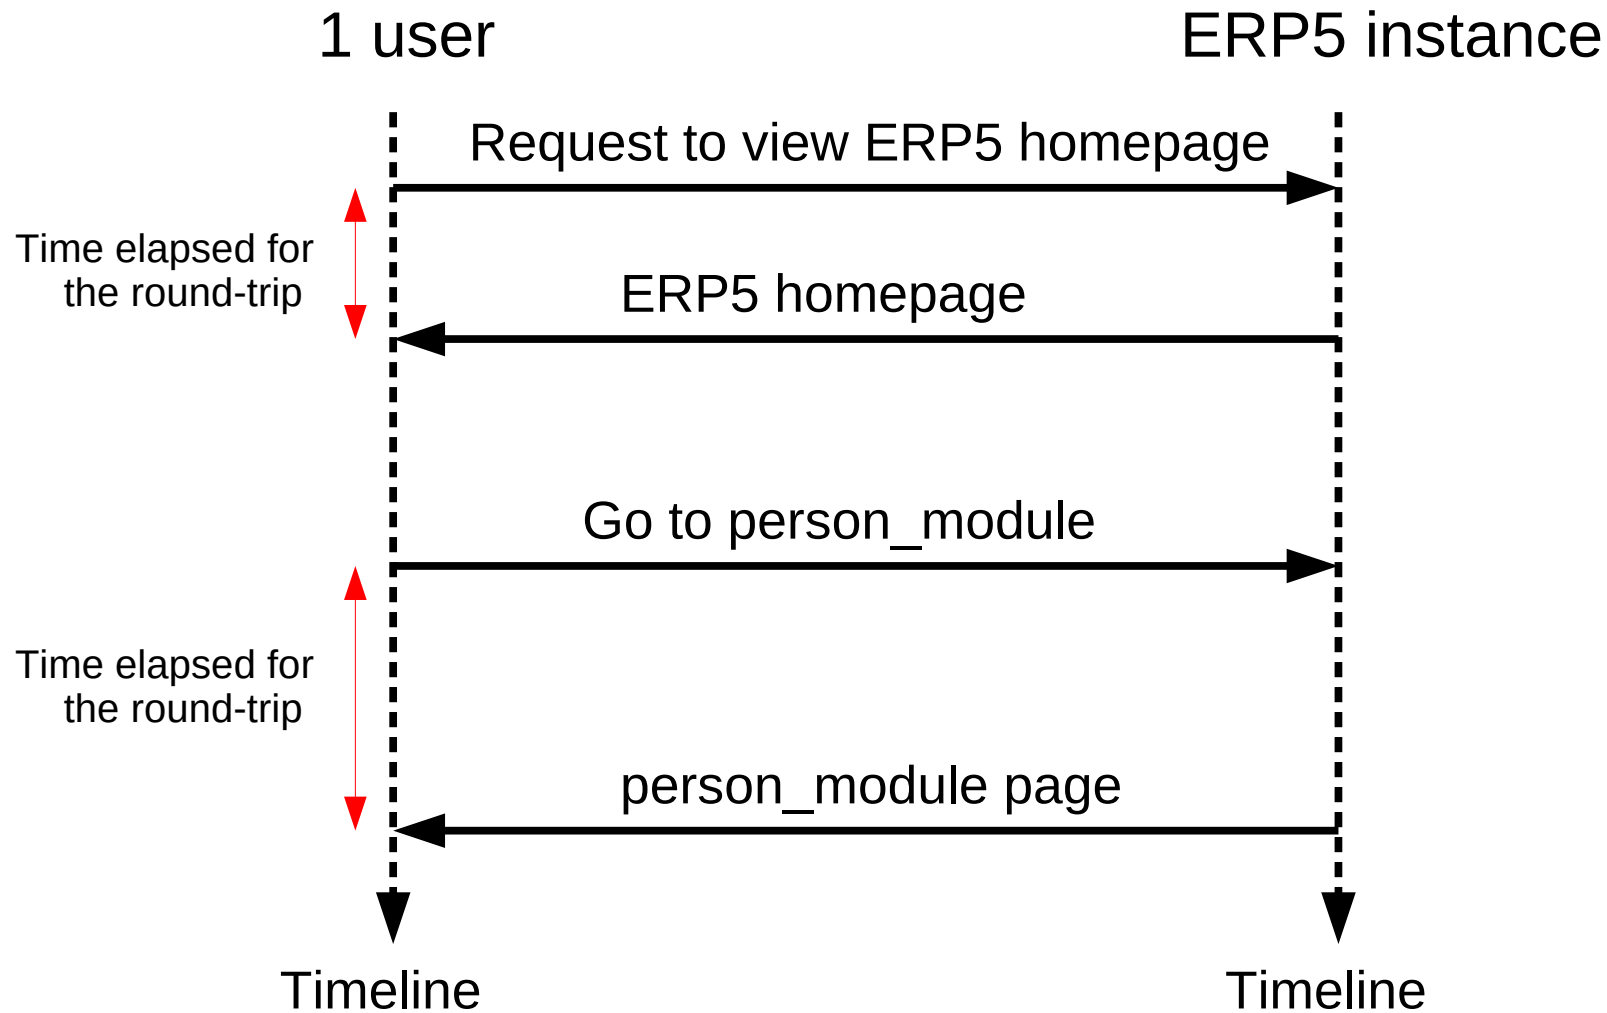 1 user
ERP5 instance
Request to view ERP5 homepage
Time elapsed for
the round-trip
ERP5 homepage
Go to person_module
Time elapsed for
the round-trip
person_module page
Timeline
Timeline